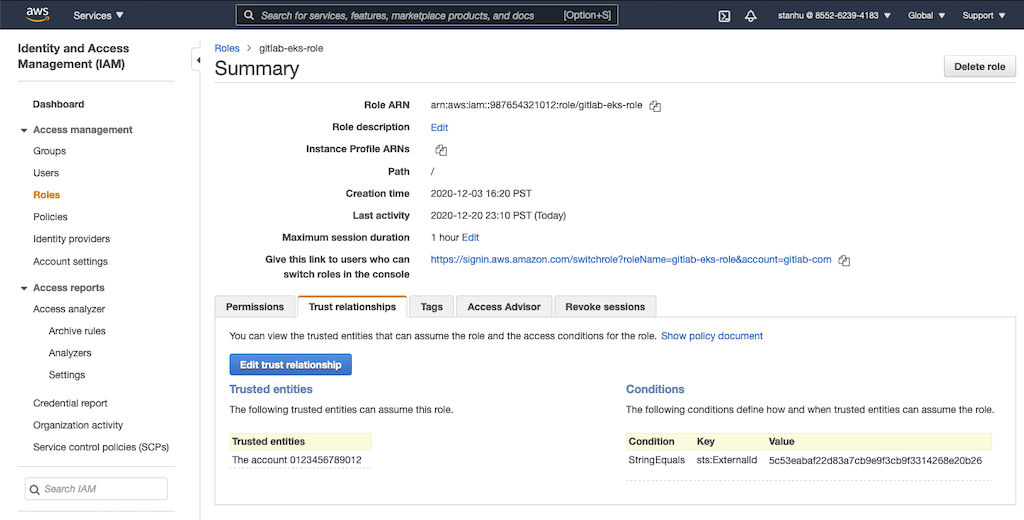 aws
Services
Search for services, features, marketplace products, and docs [Option+S]
stanhu @ 8552-6239-4183
Global
Support
Identity and Access
Management (IAM)
Dashboard
Access management
Groups
Users
Roles
Policies
Identity providers
Account settings
Access reports
Access analyzer
Archive rules
Analyzers
Settings
Credential report
Organization activity
Service control policies (SCPs)
Search IAM
Roles > gitlab-eks-role
Summary
Delete role
Role ARN arn:aws:iam::987654321012:role/gitlab-eks-role
Role description Edit
Instance Profile ARNs
Path /
Creation time 2020-12-03 16:20 PST
Last activity 2020-12-20 23:10 PST (Today)
Maximum session duration 1 hour Edit
Give this link to users who can https://signin.aws.amazon.com/switchrole?roleName=gitlab-eks-role&account=gitlab-com
switch roles in the console
Permissions
Trust relationships
Tags
Access Advisor
Revoke sessions
You can view the trusted entities that can assume the role and the access conditions for the role. Show policy document
Edit trust relationship
Trusted entities
The following trusted entities can assume this role.
Trusted entities
The account 0123456789012
Conditions
The following conditions define how and when trusted entities can assume the role.
Condition Key Value
StringEquals sts:ExternalId 5c53eabaf22d83a7cb9e9f3cb9f3314268e20b26